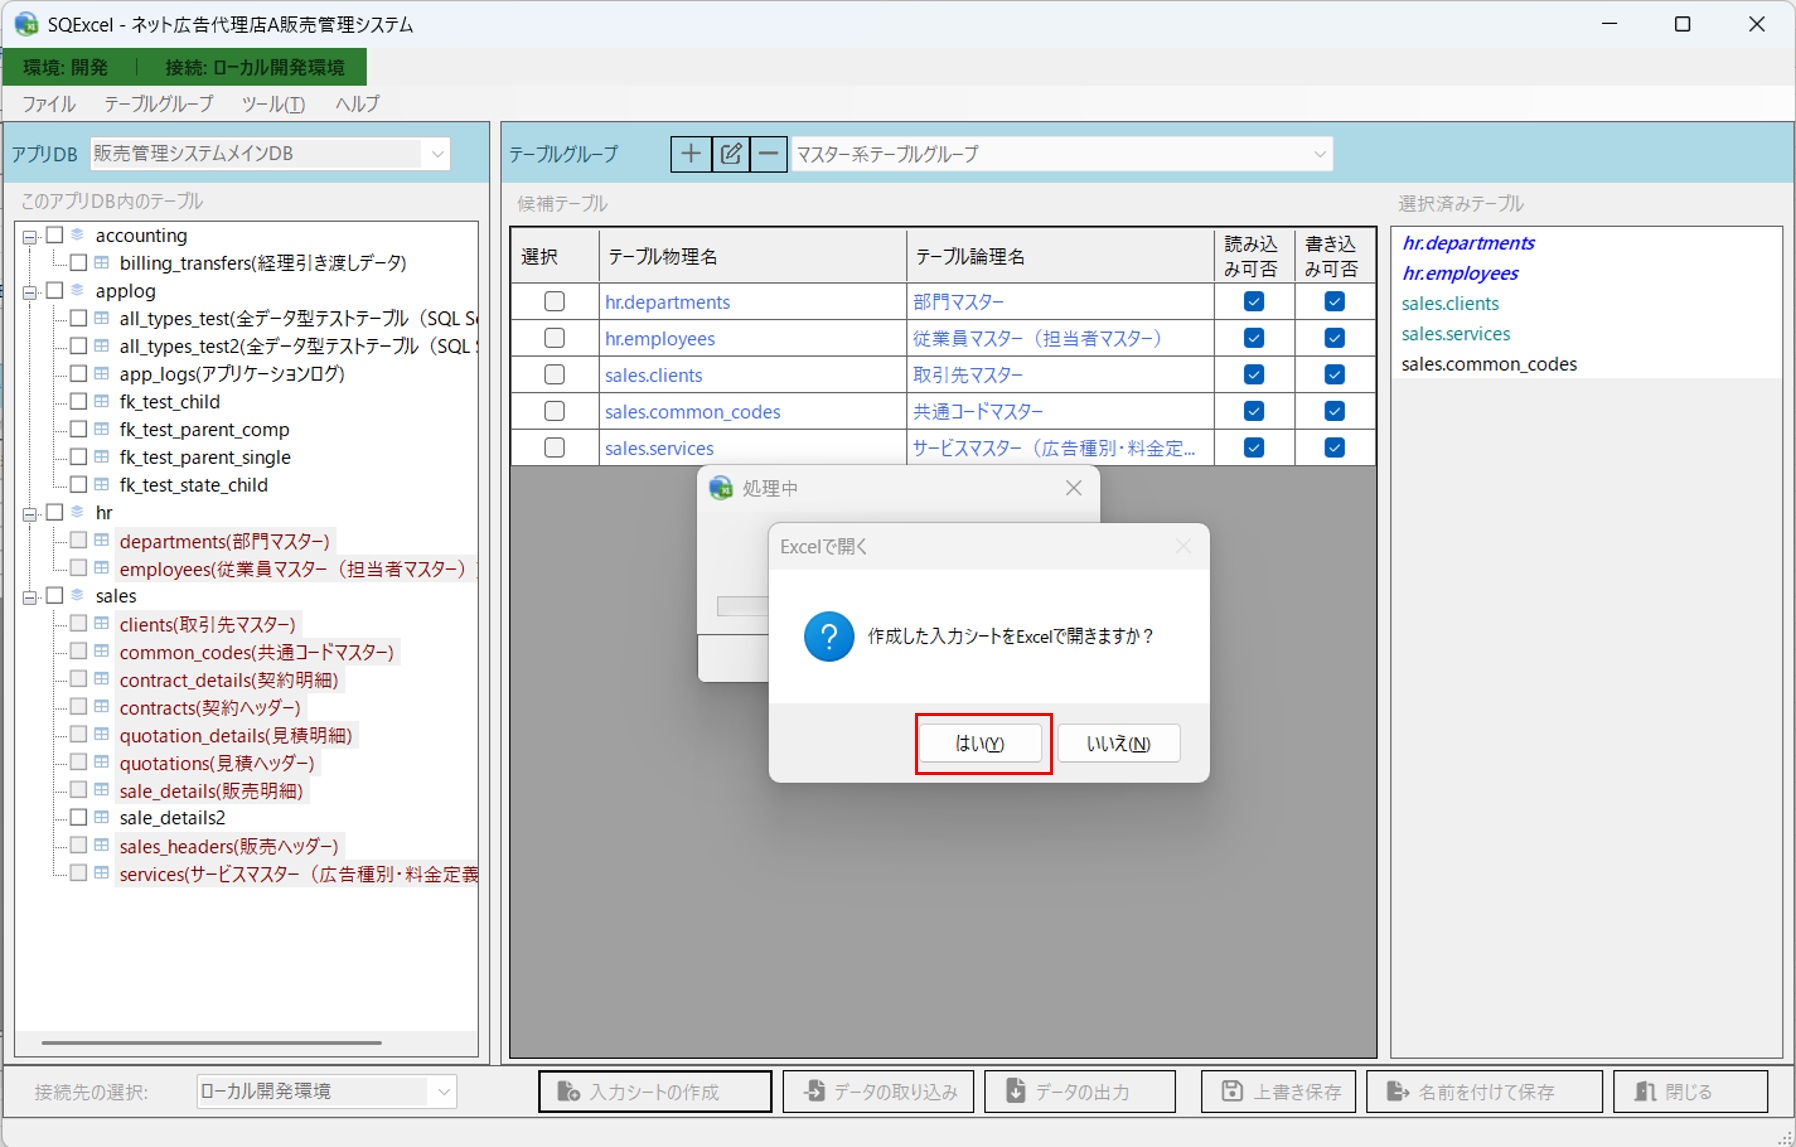 SQExcel - ネット広告代理店A販売管理システム
環境: 開発 | 接続: ローカル開発環境
ファイル テーブルグループ ツール(T) ヘルプ
アプリDB 販売管理システムメインDB
このアプリDB内のテーブル
accounting
billing_transfers(経理引き渡しデータ)
applog
all_types_test(全データ型テストテーブル（SQL Se
all_types_test2(全データ型テストテーブル（SQL
app_logs(アプリケーションログ)
fk_test_child
fk_test_parent_comp
fk_test_parent_single
fk_test_state_child
hr
departments(部門マスター)
employees(従業員マスター（担当者マスター）)
sales
clients(取引先マスター)
common_codes(共通コードマスター)
contract_details(契約明細)
contracts(契約ヘッダー)
quotation_details(見積明細)
quotations(見積ヘッダー)
sale_details(販売明細)
sale_details2
sales_headers(販売ヘッダー)
services(サービスマスター（広告種別・料金定義
テーブルグループ マスター系テーブルグループ
候補テーブル
選択 テーブル物理名 テーブル論理名 読み込み可否 書き込み可否
hr.departments 部門マスター
hr.employees 従業員マスター（担当者マスター）
sales.clients 取引先マスター
sales.common_codes 共通コードマスター
sales.services サービスマスター（広告種別・料金定...
選択済みテーブル
hr.departments
hr.employees
sales.clients
sales.services
sales.common_codes
処理中
Excelで開く
作成した入力シートをExcelで開きますか？
はい(Y) いいえ(N)
接続先の選択: ローカル開発環境
入力シートの作成 データの取り込み データの出力 上書き保存 名前を付けて保存 閉じる